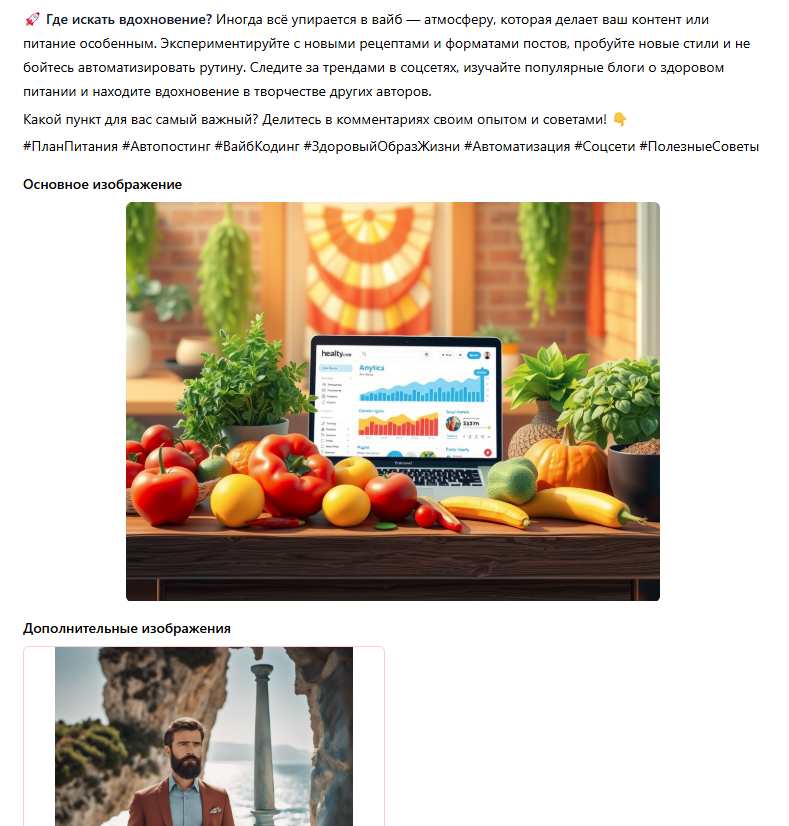 🚀 Где искать вдохновение? Иногда всё упирается в вайб — атмосферу, которая делает ваш контент или
питание особенным. Экспериментируйте с новыми рецептами и форматами постов, пробуйте новые стили и не
бойтесь автоматизировать рутину. Следите за трендами в соцсетях, изучайте популярные блоги о здоровом
питании и находите вдохновение в творчестве других авторов.
Какой пункт для вас самый важный? Делитесь в комментариях своим опытом и советами! 👇
#ПланПитания #Автопостинг #ВайбКодинг #ЗдоровыйОбразЖизни #Автоматизация #Соцсети #ПолезныеСоветы
Основное изображение
healty
Anytics
Дополнительные изображения